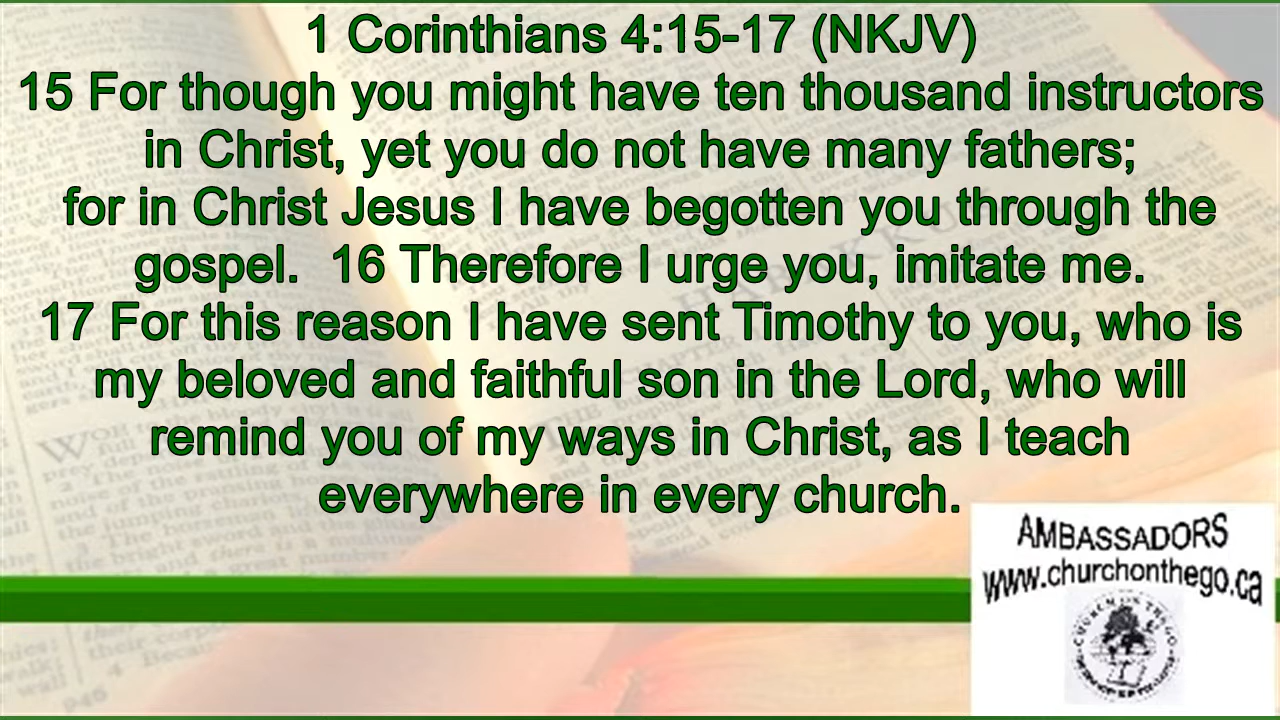 1 Corinthians 4:15-17 (NKJV)
15 For though you might have ten thousand instructors
in Christ, yet you do not have many fathers;
for in Christ Jesus I have begotten you through the
gospel.  16 Therefore I urge you, imitate me.
17 For this reason I have sent Timothy to you, who is
my beloved and faithful son in the Lord, who will
remind you of my ways in Christ, as I teach
everywhere in every church.
AMBASSADORS
www.churchonthego.ca
CHURCH ON THE GO